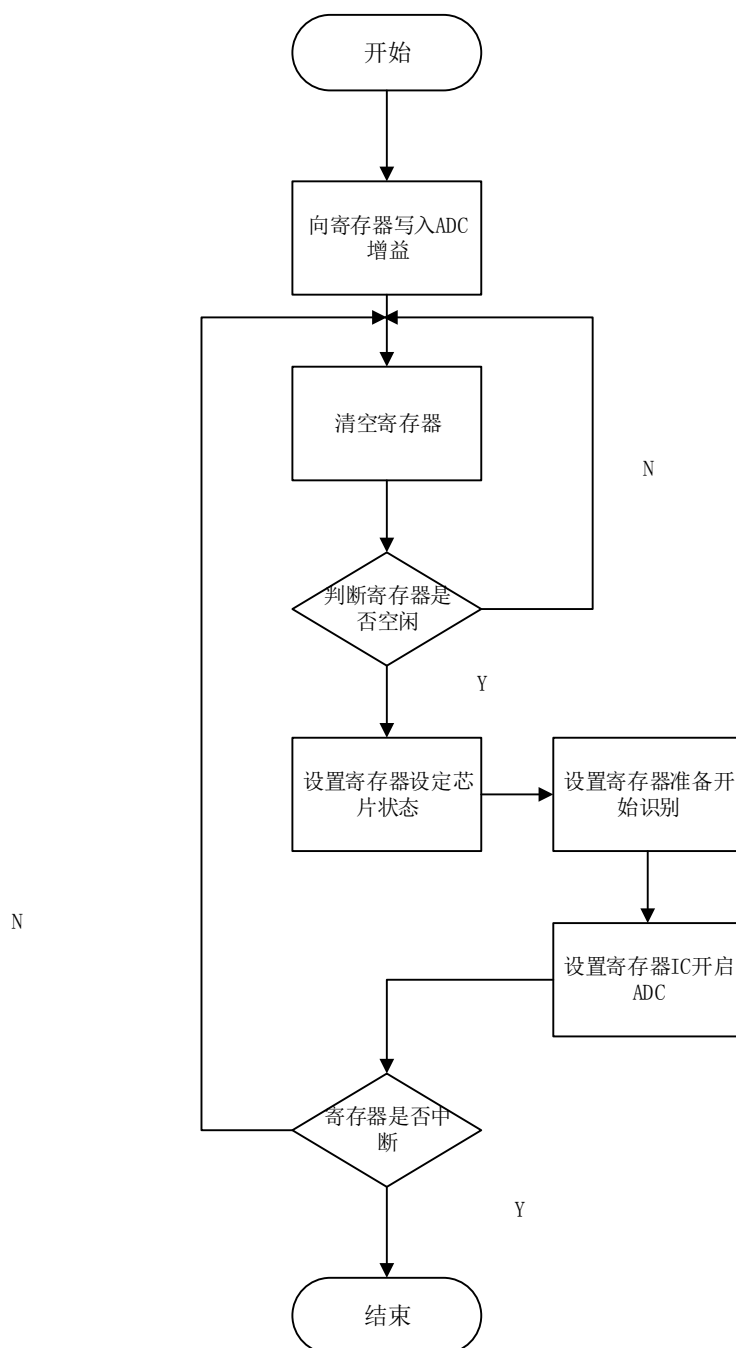 开始
向寄存器写入ADC
增益
清空寄存器
N
判断寄存器是
否空闲
Y
设置寄存器设定芯
片状态
设置寄存器准备开
始识别
N
设置寄存器IC开启
ADC
寄存器是否中
断
Y
结束